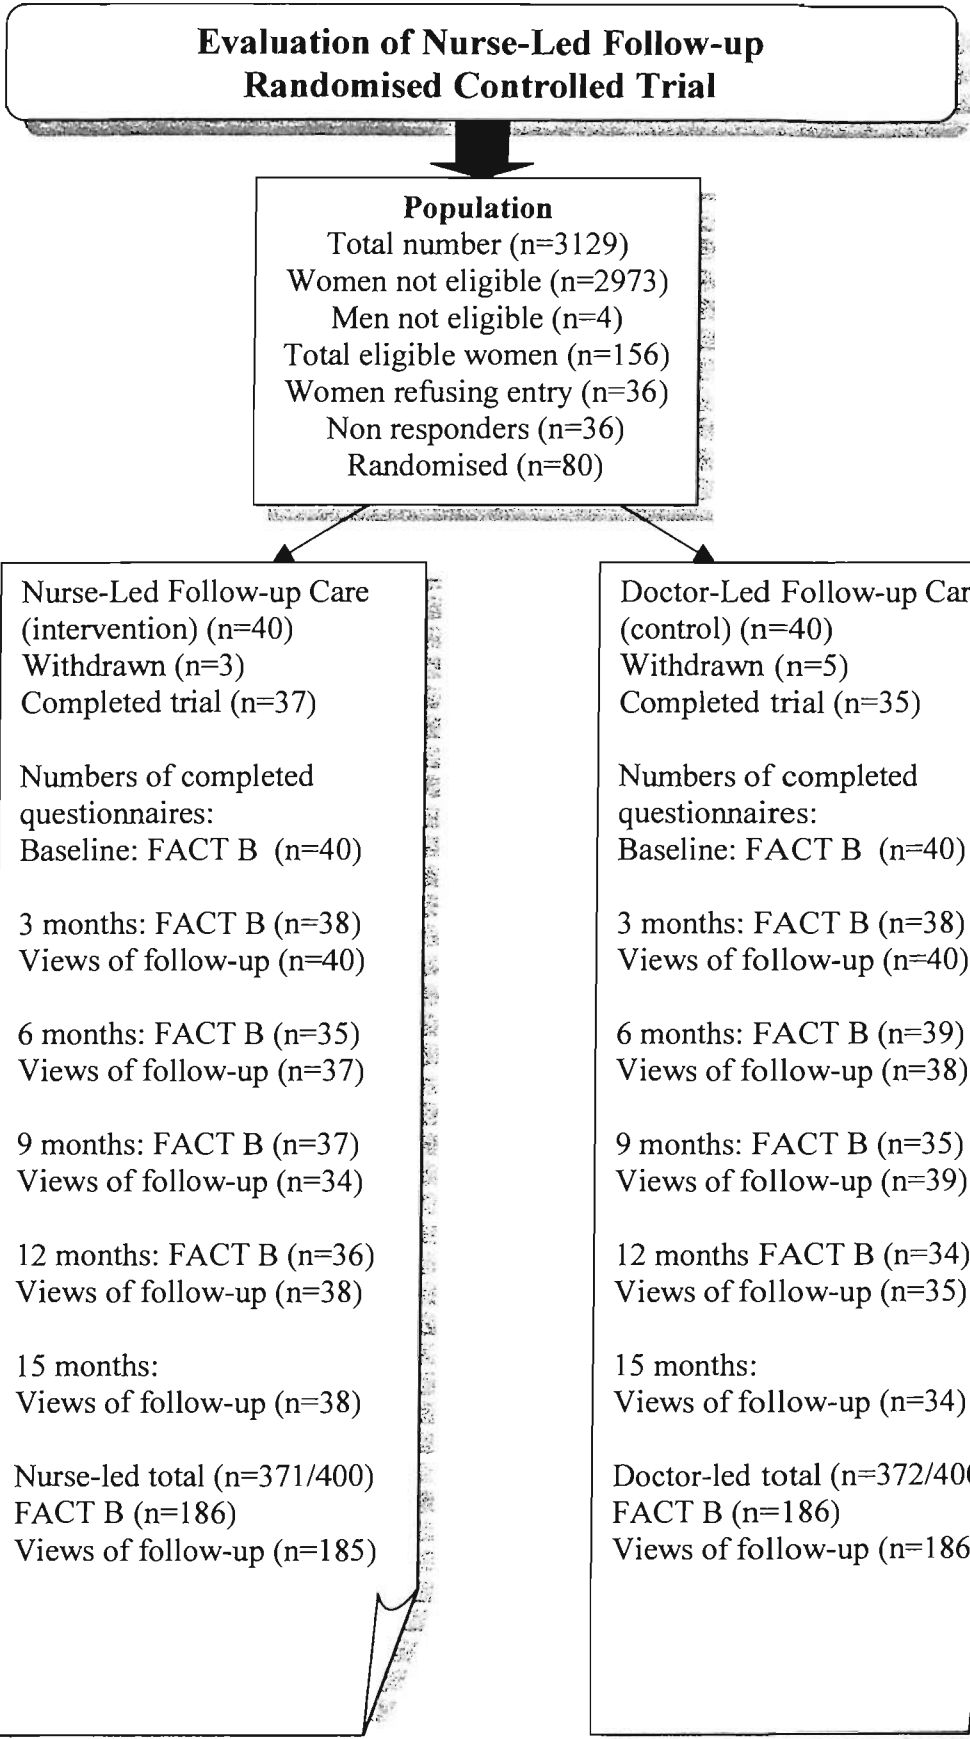 Evaluation of Nurse-Led Follow-up
Randomised Controlled Trial
Population
Total number (n=3129)
Women not eligible (n=2973)
Men not eligible (n=4)
Total eligible women (n=156)
Women refusing entry (n=36)
Non responders (n=36)
Randomised (n=80)
Nurse-Led Follow-up Care
(intervention) (n=40)
Withdrawn (n=3)
Completed trial (n=37)
Numbers of completed
questionnaires:
Baseline: FACT B (n=40)
3 months: FACT B (n=38)
Views of follow-up (n=40)
6 months: FACT B (n=35)
Views of follow-up (n=37)
9 months: FACT B (n=37)
Views of follow-up (n=34)
12 months: FACT B (n=36)
Views of follow-up (n=38)
15 months:
Views of follow-up (n=38)
Nurse-led total (n=371/400)
FACT B (n=186)
Views of follow-up (n=185)
Doctor-Led Follow-up Car
(control) (n=40)
Withdrawn (n=5)
Completed trial (n=35)
Numbers of completed
questionnaires:
Baseline: FACT B (n=40)
3 months: FACT B (n=38)
Views of follow-up (n=40)
6 months: FACT B (n=39)
Views of follow-up (n=38)
9 months: FACT B (n=35)
Views of follow-up (n=39)
12 months FACT B (n=34)
Views of follow-up (n=35)
15 months:
Views of follow-up (n=34)
Doctor-led total (n=372/400
FACT B (n=186)
Views of follow-up (n=186